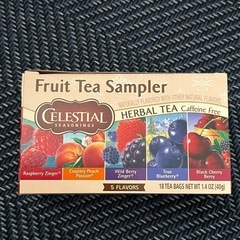 Fruit Tea Sampler
NATURALLY FLAVORED WITH OTHER NATURAL FLAVORS
CELESTIAL
SEASONINGS
HERBAL TEA Caffeine Free
Raspberry Zinger®
Country Peach
Passion®
Wild Berry
Zinger®
True
Blueberry®
Black Cherry
Berry
5 FLAVORS
18 TEA BAGS NET WT 1.4 OZ (40g)